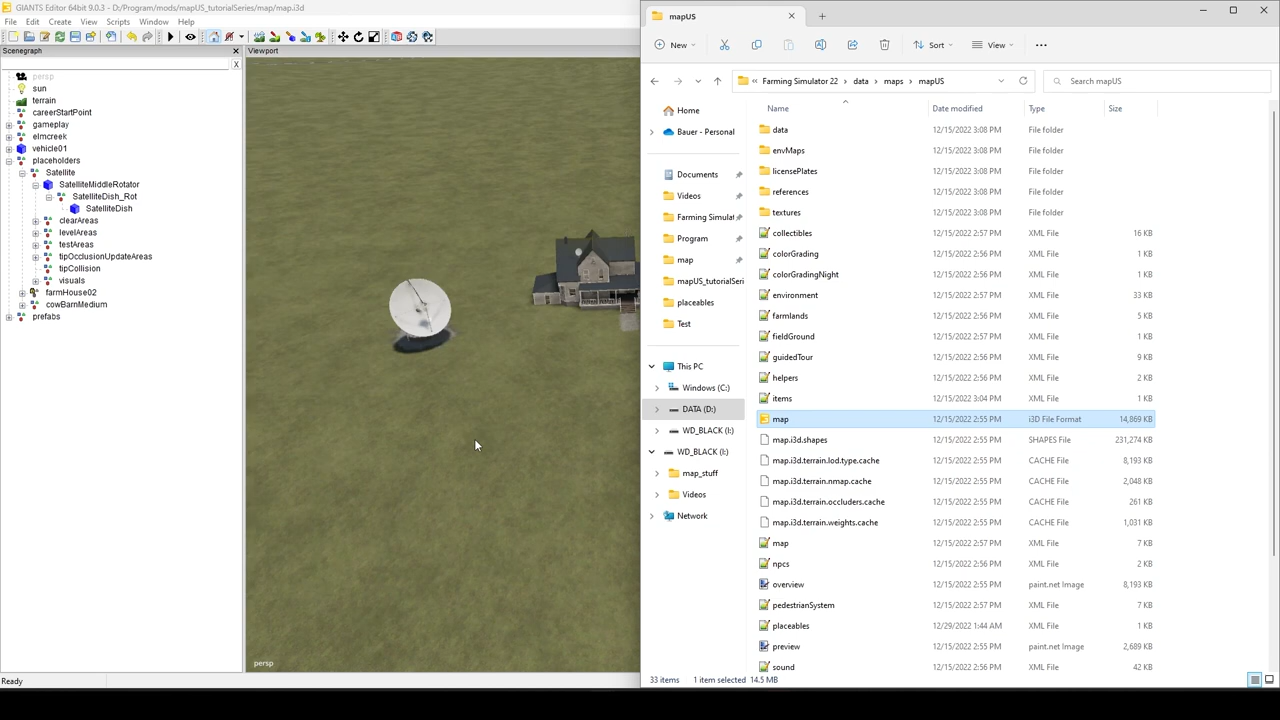 GIANTS Editor 64bit 9.0.3 - D:/Program/mods/mapUS_tutorialSeries/map/map.i3d
File Edit Create View Scripts Window Help
Scenegraph
X
persp
sun
terrain
careerStartPoint
gameplay
elmcreek
vehicle01
placeholders
Satellite
SatelliteMiddleRotator
SatelliteDish_Rot
SatelliteDish
clearAreas
levelAreas
testAreas
tipOcclusionUpdateAreas
tipCollision
visuals
farmHouse02
cowBarnMedium
prefabs
Ready
Viewport
persp
mapUS
New Sort View
Farming Simulator 22 data maps mapUS
Search mapUS
Home
Bauer - Personal
Documents
Videos
Farming Simulat
Program
map
mapUS_tutorialSeri
placeables
Test
This PC
Windows (C:)
DATA (D:)
WD_BLACK (I:)
WD_BLACK (I:)
map_stuff
Videos
Network
Name Date modified Type Size
data 12/15/2022 3:08 PM File folder
envMaps 12/15/2022 3:08 PM File folder
licensePlates 12/15/2022 3:08 PM File folder
references 12/15/2022 3:08 PM File folder
textures 12/15/2022 3:08 PM File folder
collectibles 12/15/2022 2:57 PM XML File 16 KB
colorGrading 12/15/2022 2:56 PM XML File 1 KB
colorGradingNight 12/15/2022 2:56 PM XML File 1 KB
environment 12/15/2022 2:57 PM XML File 33 KB
farmlands 12/15/2022 2:56 PM XML File 5 KB
fieldGround 12/15/2022 2:56 PM XML File 1 KB
guidedTour 12/15/2022 2:57 PM XML File 9 KB
helpers 12/15/2022 2:56 PM XML File 2 KB
items 12/15/2022 3:04 PM XML File 1 KB
map 12/15/2022 2:55 PM i3D File Format 14,869 KB
map.i3d.shapes 12/15/2022 2:55 PM SHAPES File 231,274 KB
map.i3d.terrain.lod.type.cache 12/15/2022 2:55 PM CACHE File 8,193 KB
map.i3d.terrain.nmap.cache 12/15/2022 2:55 PM CACHE File 2,048 KB
map.i3d.terrain.occluders.cache 12/15/2022 2:55 PM CACHE File 261 KB
map.i3d.terrain.weights.cache 12/15/2022 2:55 PM CACHE File 1,031 KB
map 12/15/2022 2:57 PM XML File 7 KB
npcs 12/15/2022 2:56 PM XML File 2 KB
overview 12/15/2022 2:55 PM paint.net Image 8,193 KB
pedestrianSystem 12/15/2022 2:57 PM XML File 7 KB
placeables 12/29/2022 1:44 AM XML File 1 KB
preview 12/15/2022 2:55 PM paint.net Image 2,689 KB
sound 12/15/2022 2:57 PM XML File 42 KB
33 items 1 item selected 14.5 MB